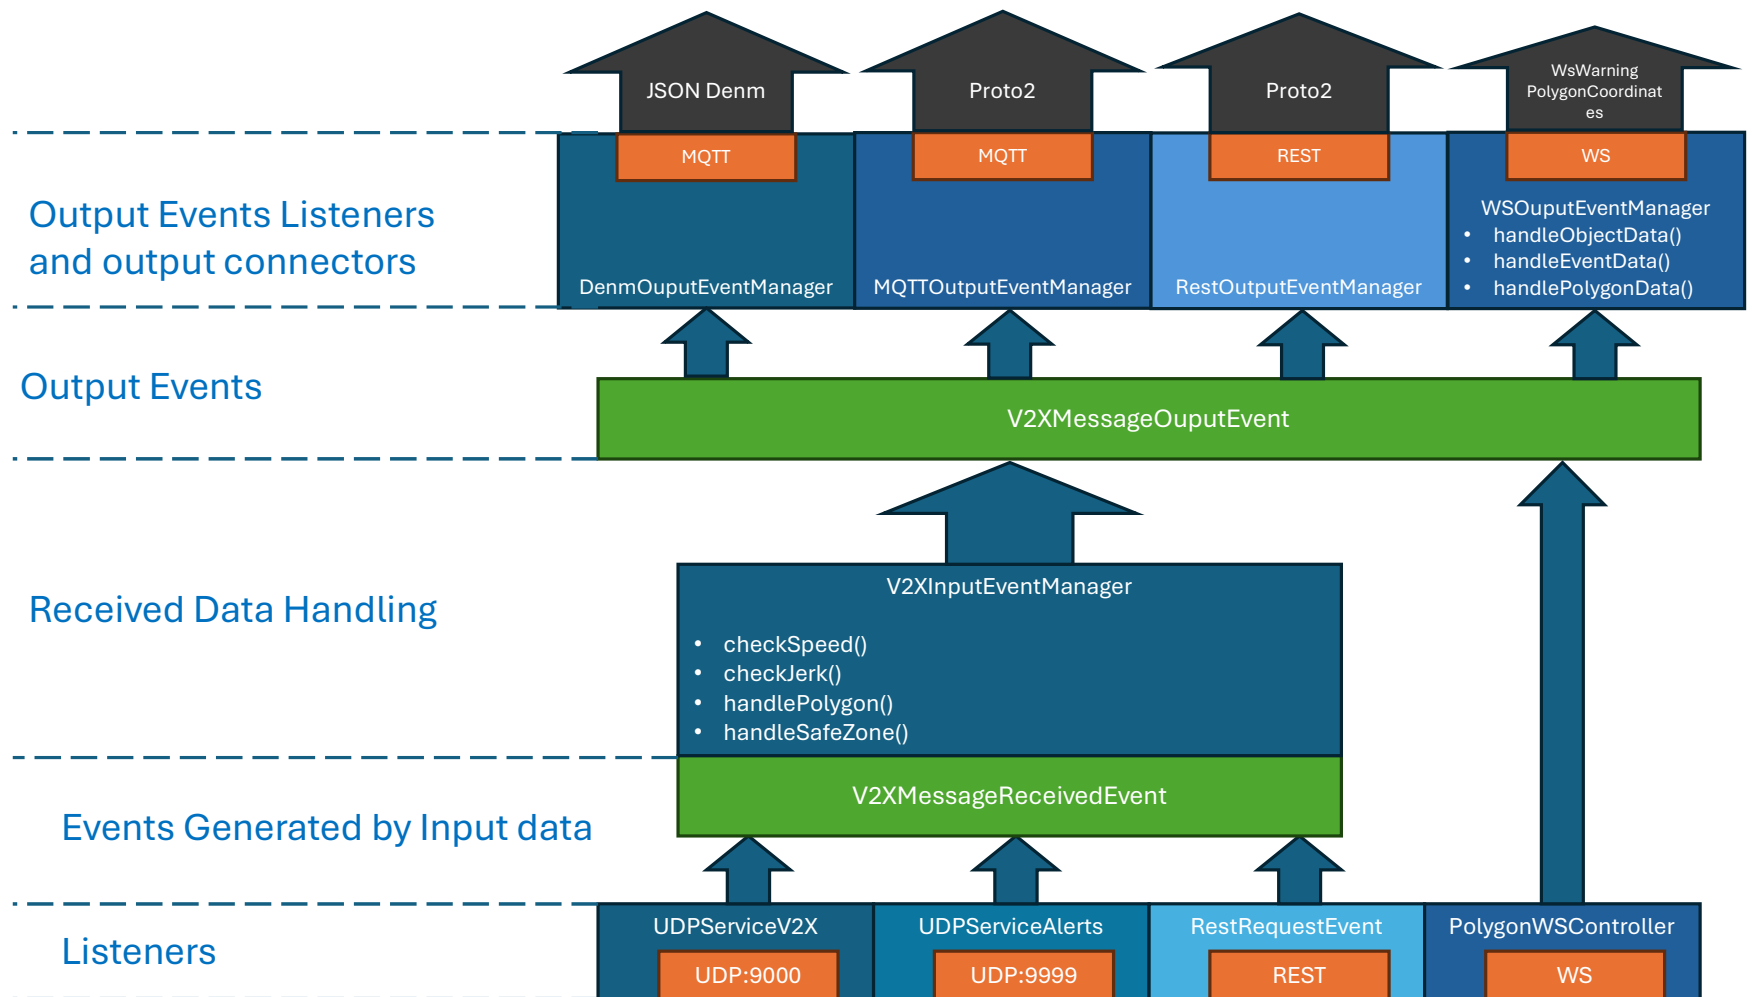 JSON Denm
Proto2
Proto2
WsWarning
PolygonCoordinat
es
MQTT
MQTT
REST
WS
Output Events Listeners
and output connectors
DenmOuputEventManager
MQTTOutputEventManager
RestOutputEventManager
WSOuputEventManager
• handleObjectData()
• handleEventData()
• handlePolygonData()
Output Events
V2XMessageOuputEvent
Received Data Handling
V2XInputEventManager
• checkSpeed()
• checkJerk()
• handlePolygon()
• handleSafeZone()
Events Generated by Input data
V2XMessageReceivedEvent
Listeners
UDPServiceV2X
UDPServiceAlerts
RestRequestEvent
PolygonWSController
UDP:9000
UDP:9999
REST
WS